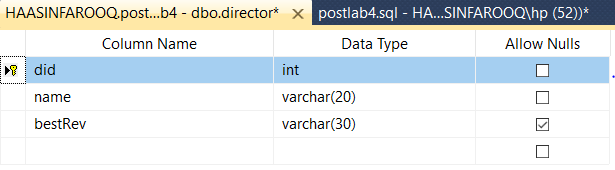 HAASINFAROOQ.post...b4 - dbo.director* postlab4.sql - HA...SINFAROOQ\hp (52))*
Column Name Data Type Allow Nulls
did int
name varchar(20)
bestRev varchar(30)